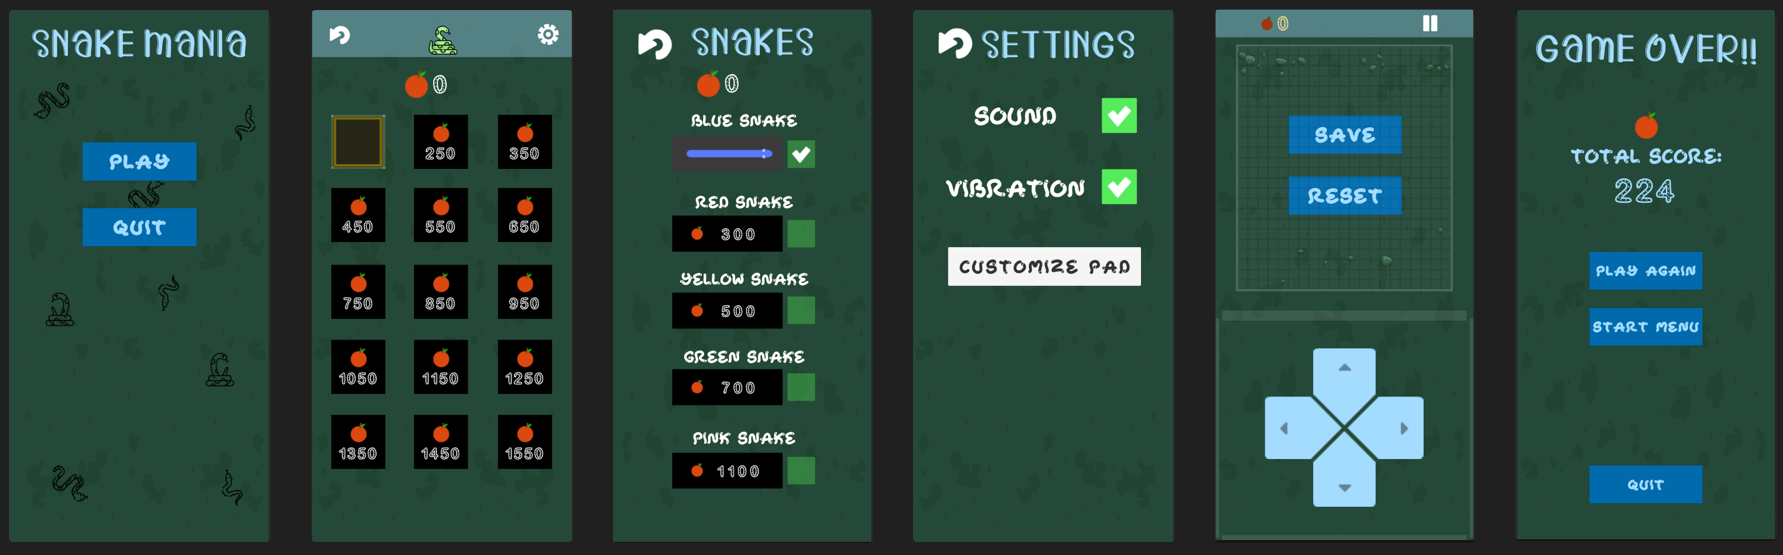 SNAKE MANIA
PLAY
QUIT
0
250
350
450
550
650
750
850
950
1050
1150
1250
1350
1450
1550
SNAKES
0
BLUE SNAKE
RED SNAKE
300
YELLOW SNAKE
500
GREEN SNAKE
700
PINK SNAKE
1100
SETTINGS
SOUND
VIBRATION
CUSTOMIZE PAD
0
SAVE
RESET
GAME OVER!!
TOTAL SCORE:
224
PLAY AGAIN
START MENU
QUIT